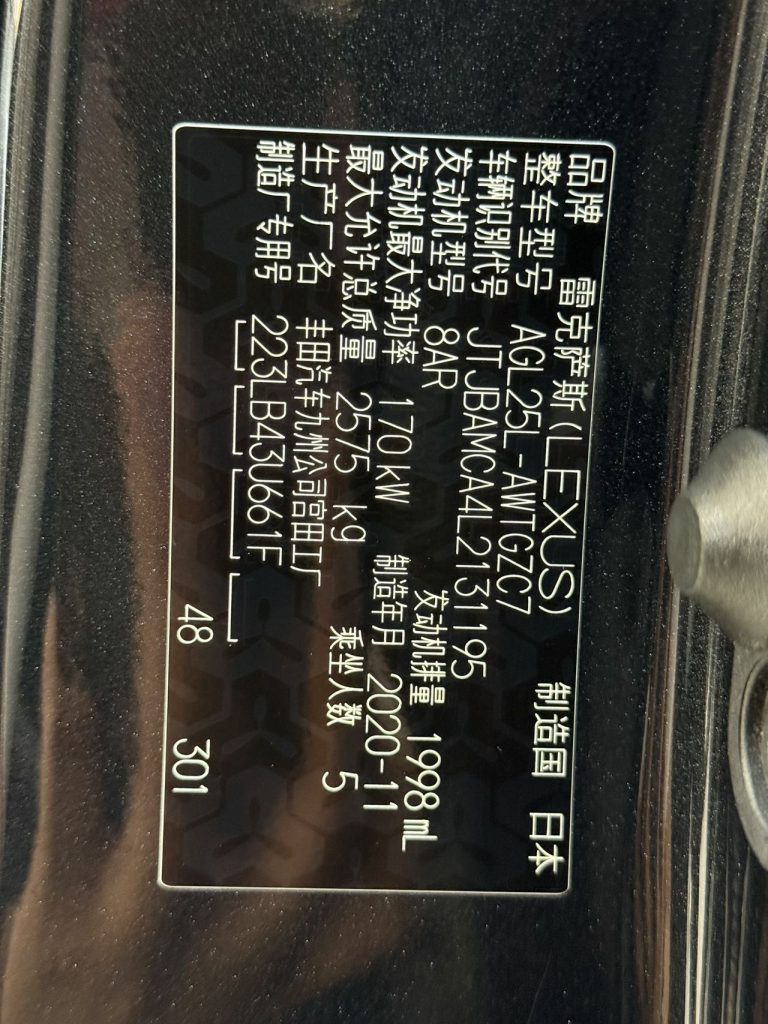 品牌 雷克萨斯(LEXUS) 制造国 日本
整车型号 AGL25L-AWTGZC7
车辆识别代号 JTJBAMCA4L2131195
发动机型号 8AR 发动机排量 1998 mL
发动机最大净功率 170 kW 制造年月 2020-11
最大允许总质量 2575 kg 乘坐人数 5
生产厂名 丰田汽车九州公司宫田工厂
制造厂专用号 223LB43U661F
48 301